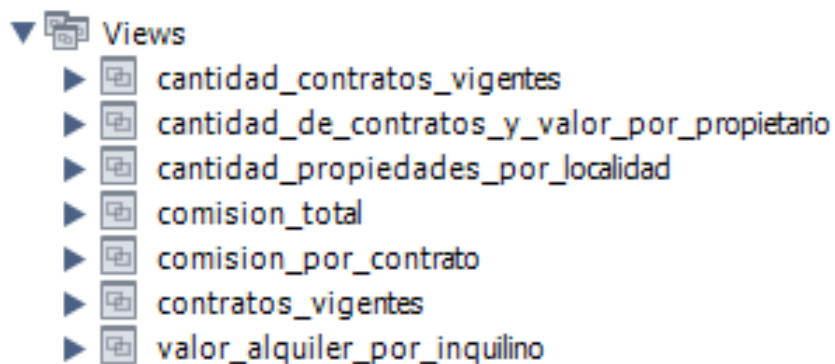 Views
cantidad_contratos_vigentes
cantidad_de_contratos_y_valor_por_propietario
cantidad_propiedades_por_localidad
comision_total
comision_por_contrato
contratos_vigentes
valor_alquiler_por_inquilino